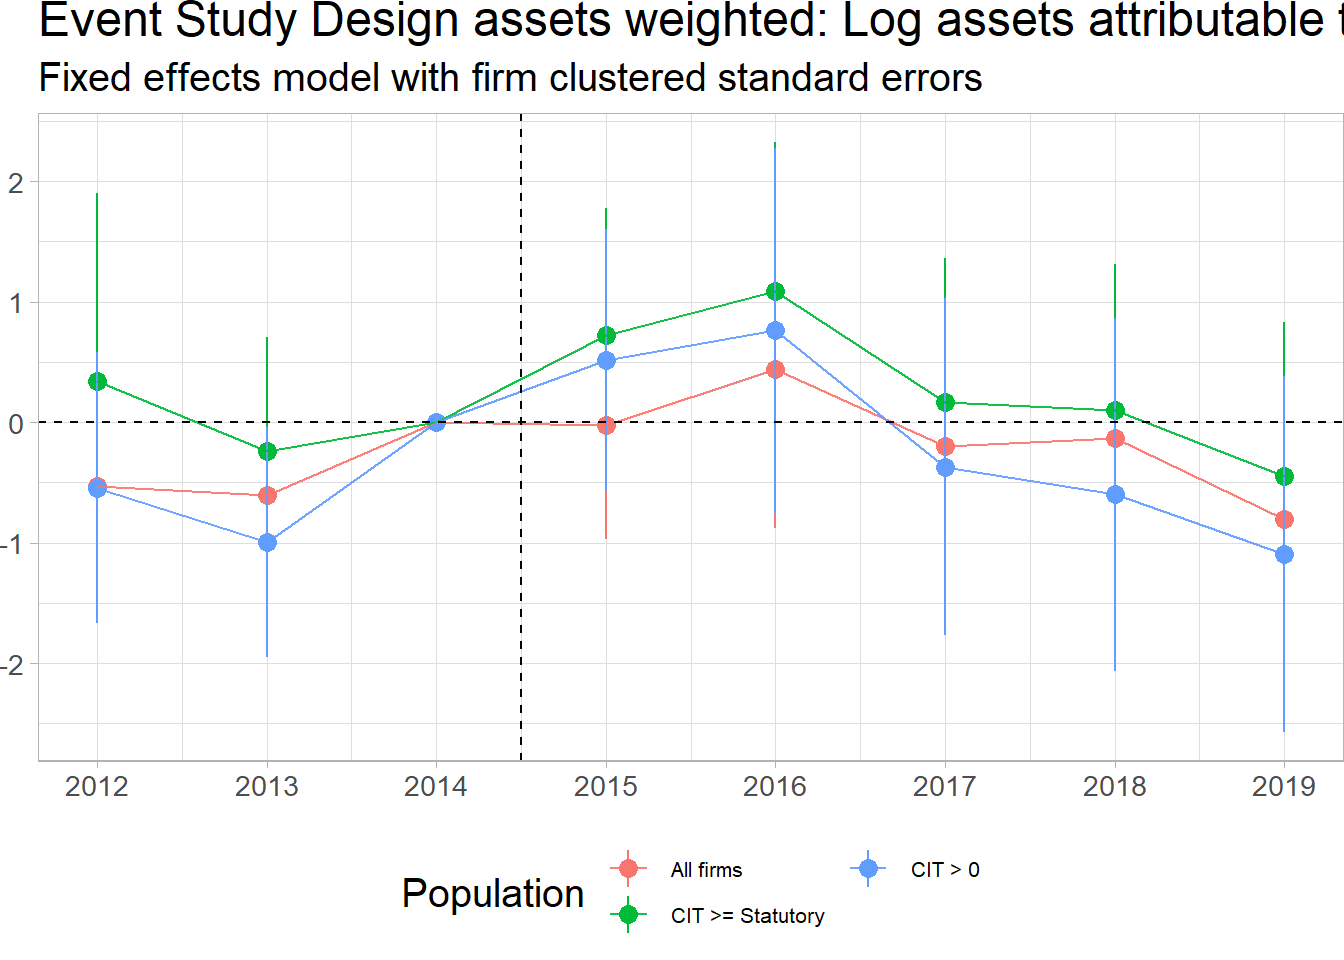 Event Study Design assets weighted: Log assets attributable
Fixed effects model with firm clustered standard errors
2
1
0
-1
-2
2012 2013 2014 2015 2016 2017 2018 2019
Population
All firms
CIT > 0
CIT >= Statutory